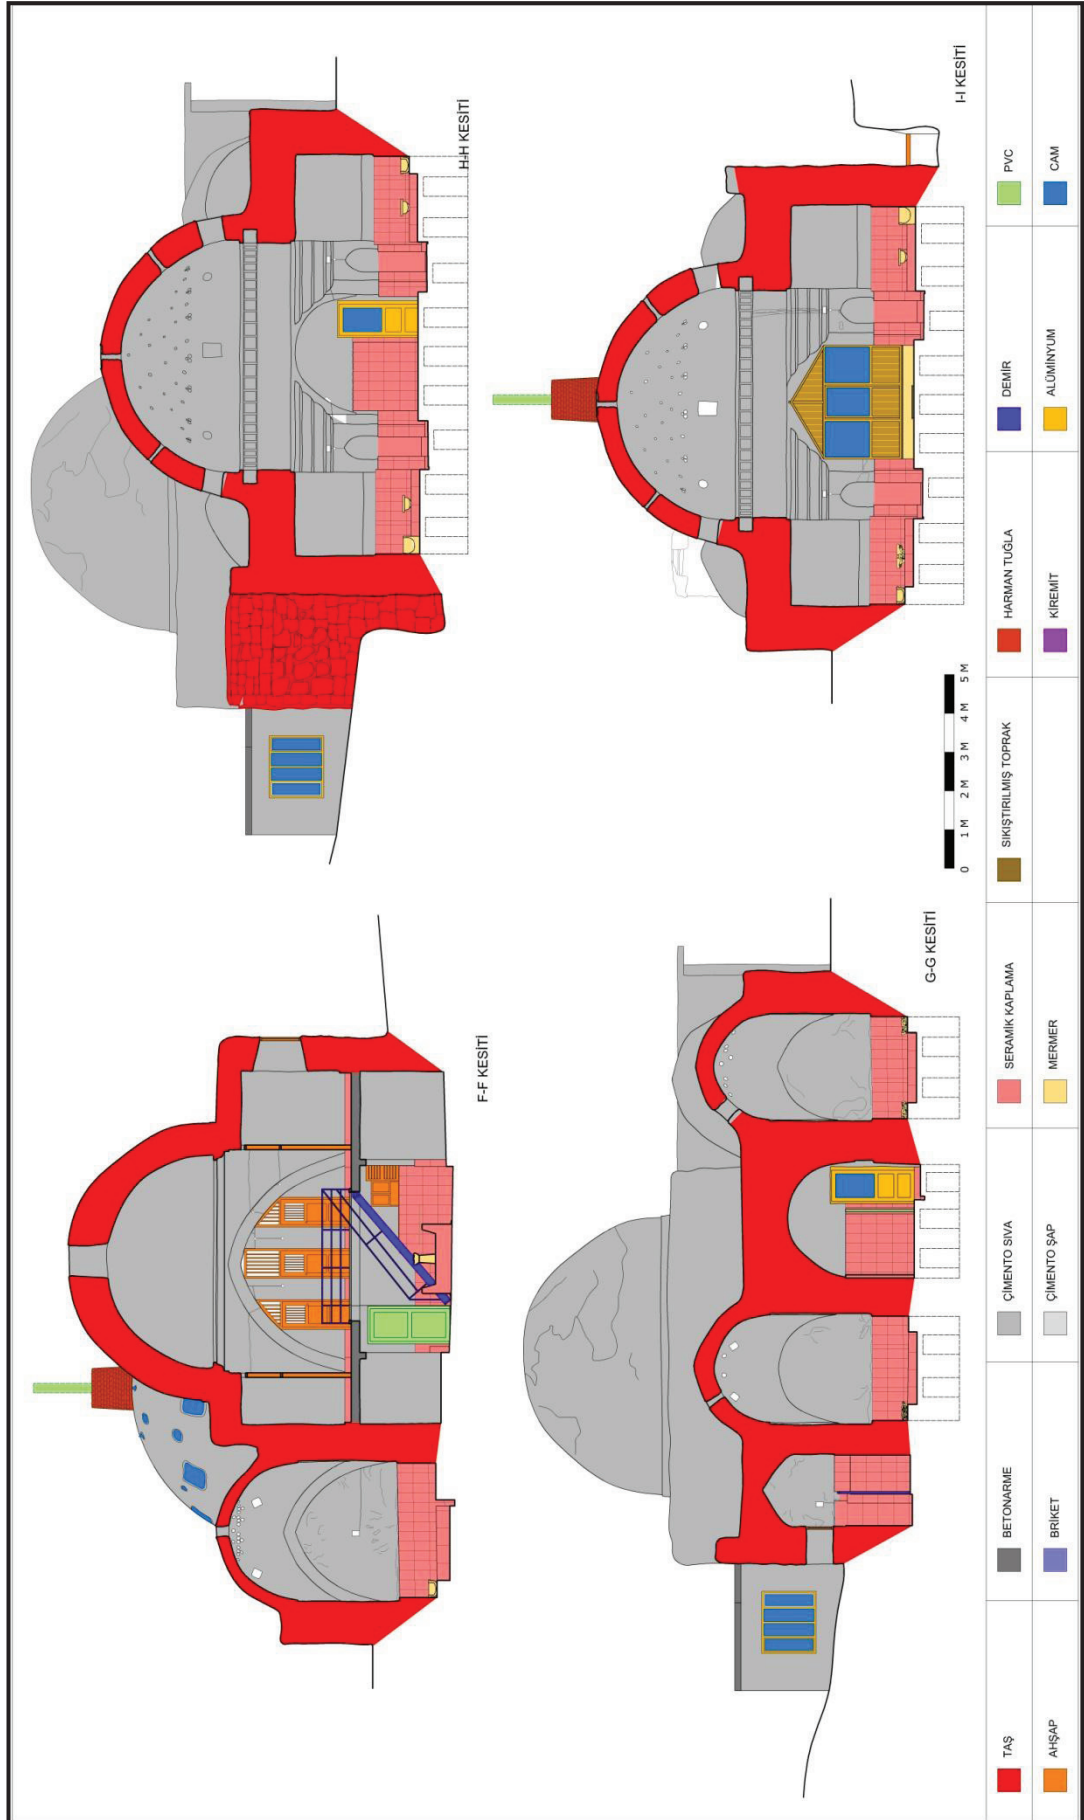 F-F KESİTİ
H-H KESİTİ
G-G KESİTİ
I-I KESİTİ
0 1 M 2 M 3 M 4 M 5 M
TAŞ
BETONARME
ÇİMENTO SIVA
SERAMİK KAPLAMA
SIKIŞTIRILMIŞ TOPRAK
HARMAN TUĞLA
DEMİR
PVC
AHŞAP
BRİKET
ÇİMENTO ŞAP
MERMER
KİREMİT
ALÜMİNYUM
CAM